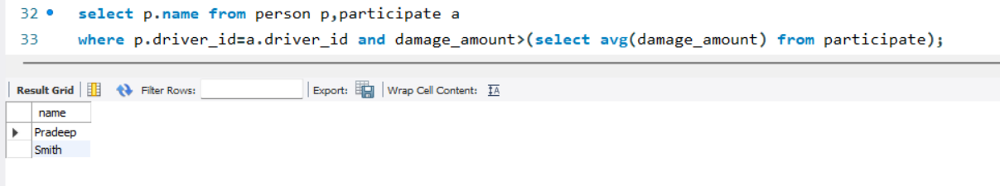 32 select p.name from person p,participate a
33 where p.driver_id=a.driver_id and damage_amount>(select avg(damage_amount) from participate);
Result Grid Filter Rows: Export: Wrap Cell Content: IA
name
Pradeep
Smith